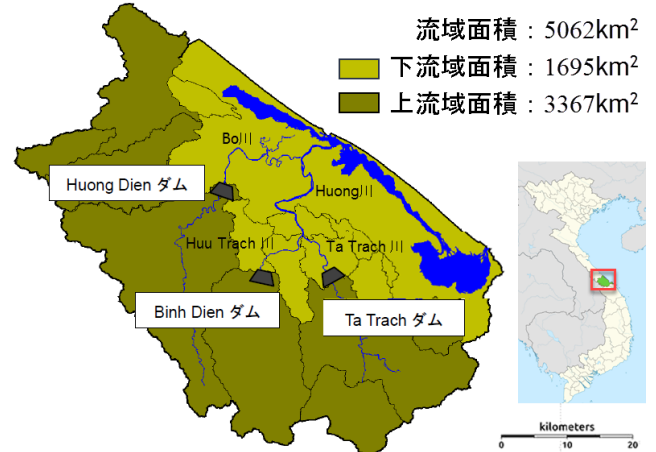 流域面積：5062km²
下流域面積：1695km²
上流域面積：3367km²
Bo川
Huong Dien ダム
Huong川
Huu Trach 川
Ta Trach 川
Binh Dien ダム
Ta Trach ダム
kilometers
0 10 20